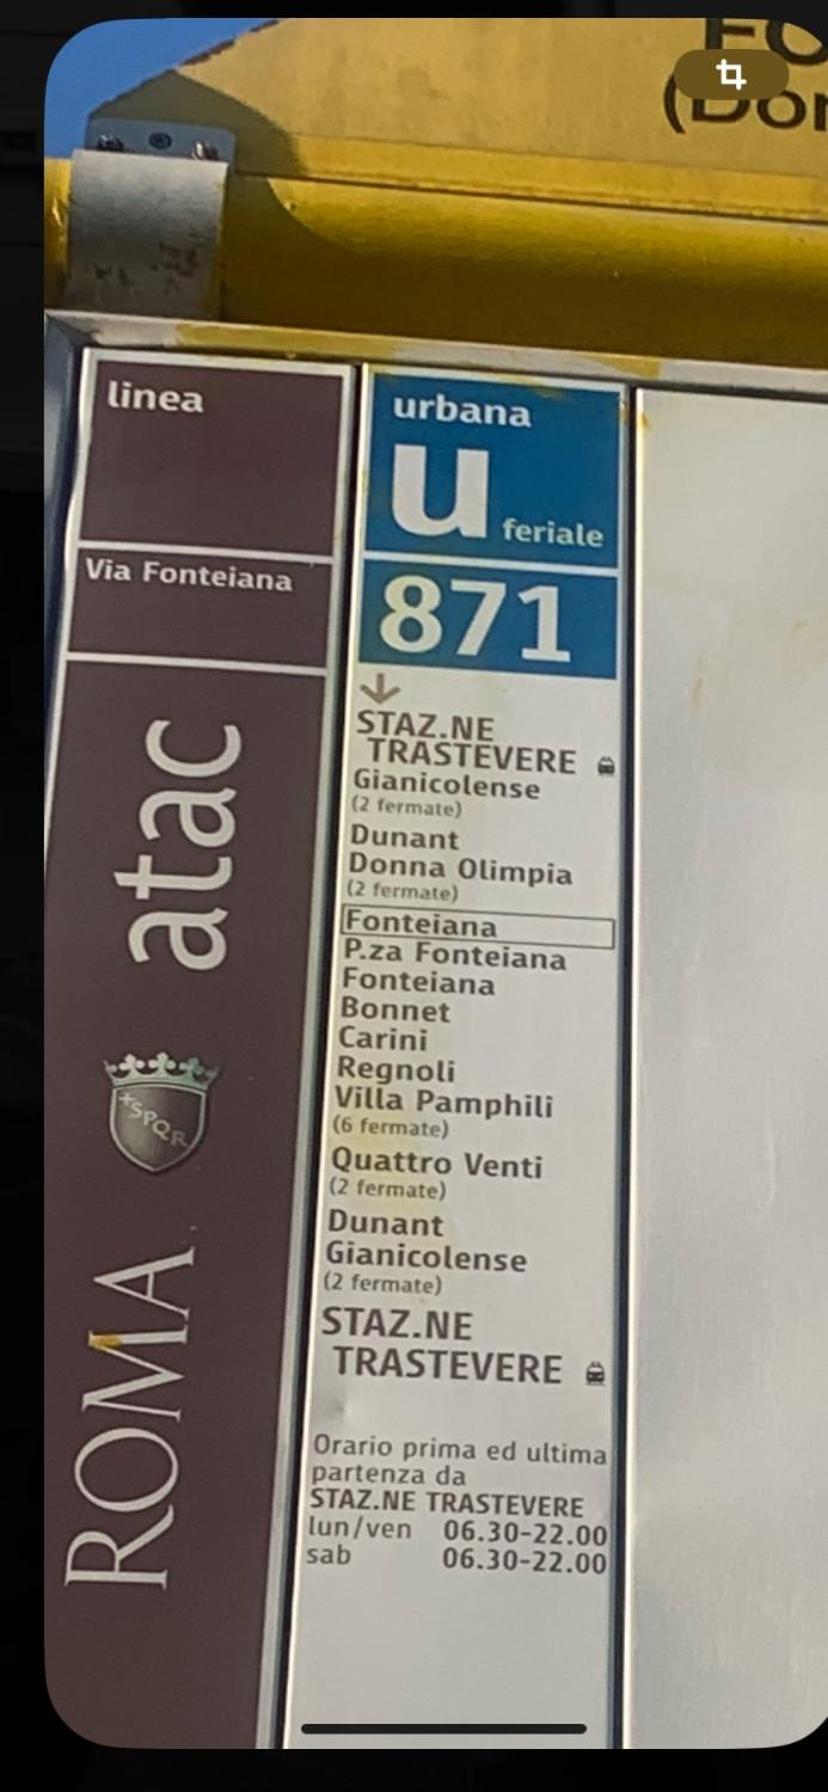 linea
Via Fonteiana
atac
SPQR
ROMA
urbana
u feriale
871
STAZ.NE
TRASTEVERE
Gianicolense
(2 fermate)
Dunant
Donna Olimpia
(2 fermate)
Fonteiana
P.za Fonteiana
Fonteiana
Bonnet
Carini
Regnoli
Villa Pamphili
(6 fermate)
Quattro Venti
(2 fermate)
Dunant
Gianicolense
(2 fermate)
STAZ.NE
TRASTEVERE
Orario prima ed ultima
partenza da
STAZ.NE TRASTEVERE
lun/ven 06.30-22.00
sab 06.30-22.00